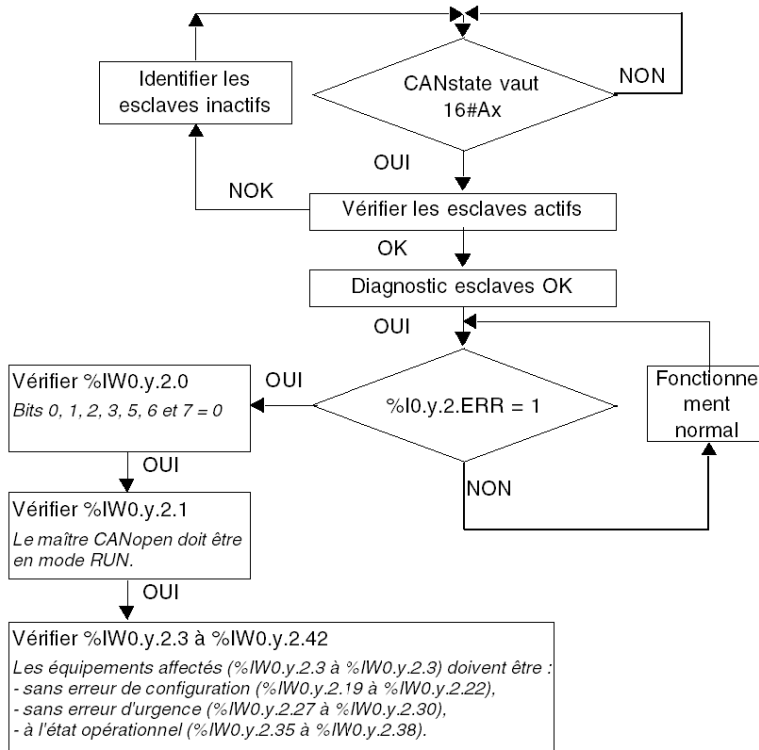 Identifier les
esclaves inactifs
CANstate vaut
16#Ax
NON
OUI
NOK
Vérifier les esclaves actifs
OK
Diagnostic esclaves OK
OUI
Vérifier %IW0.y.2.0
Bits 0, 1, 2, 3, 5, 6 et 7 = 0
OUI
%I0.y.2.ERR = 1
Fonctionne
ment
normal
OUI
NON
Vérifier %IW0.y.2.1
Le maître CANopen doit être
en mode RUN.
OUI
Vérifier %IW0.y.2.3 à %IW0.y.2.42
Les équipements affectés (%IW0.y.2.3 à %IW0.y.2.3) doivent être :
- sans erreur de configuration (%IW0.y.2.19 à %IW0.y.2.22),
- sans erreur d'urgence (%IW0.y.2.27 à %IW0.y.2.30),
- à l'état opérationnel (%IW0.y.2.35 à %IW0.y.2.38).